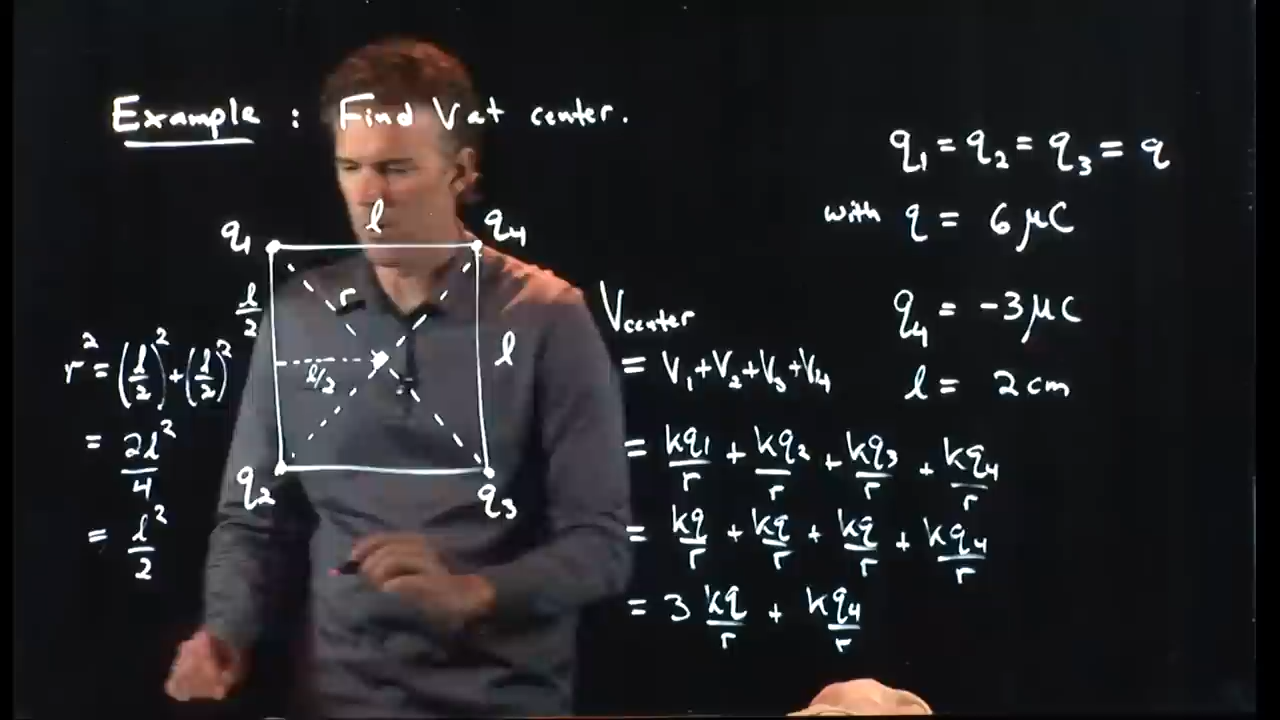 Example : Find V at center.
q₁ = q₂ = q₃ = q
with q = 6 μC
q₄ = -3 μC
l = 2 cm
q₁
l
q₄
l/2
r
l
l/2
q₂
q₃
r² = (l/2)² + (l/2)²
= 2l²/4
= l²/2
V center
= V₁ + V₂ + V₃ + V₄
= kq₁/r + kq₂/r + kq₃/r + kq₄/r
= kq/r + kq/r + kq/r + kq₄/r
= 3 kq/r + kq₄/r